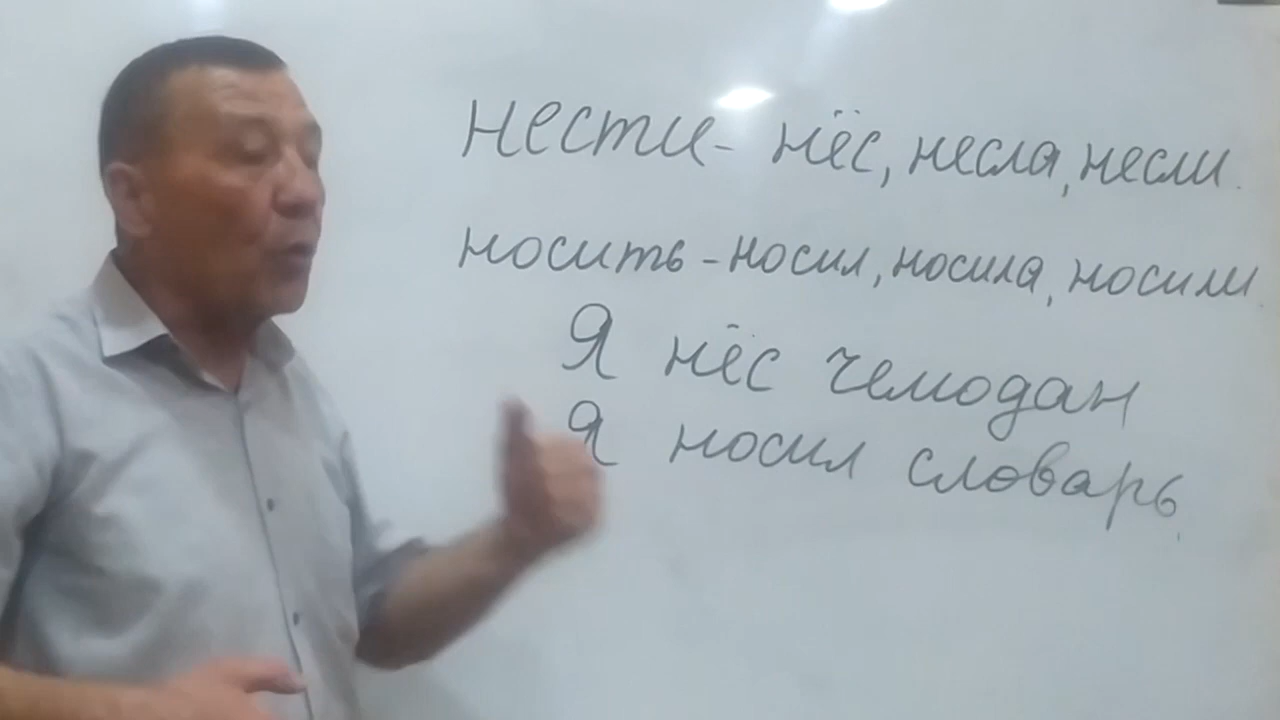 нести - нёс, несла, несли.
носить - носил, носила, носили.
Я нёс чемодан
Я носил словарь.